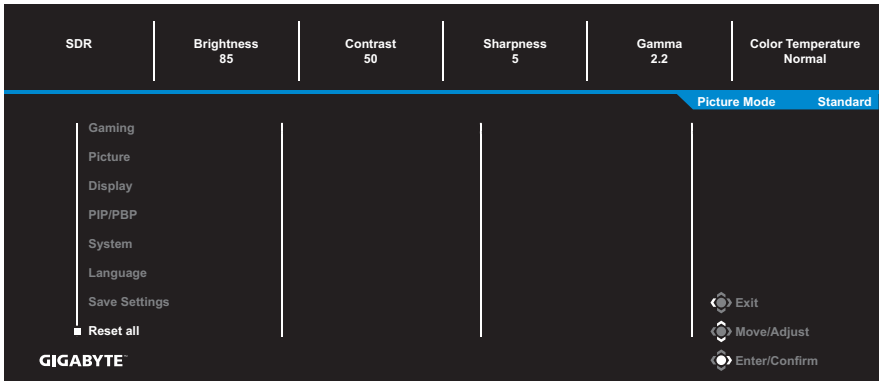 SDR
Brightness
85
Contrast
50
Sharpness
5
Gamma
2.2
Color Temperature
Normal
Picture Mode Standard
Gaming
Picture
Display
PIP/PBP
System
Language
Save Settings
Reset all
Exit
Move/Adjust
Enter/Confirm
GIGABYTE™